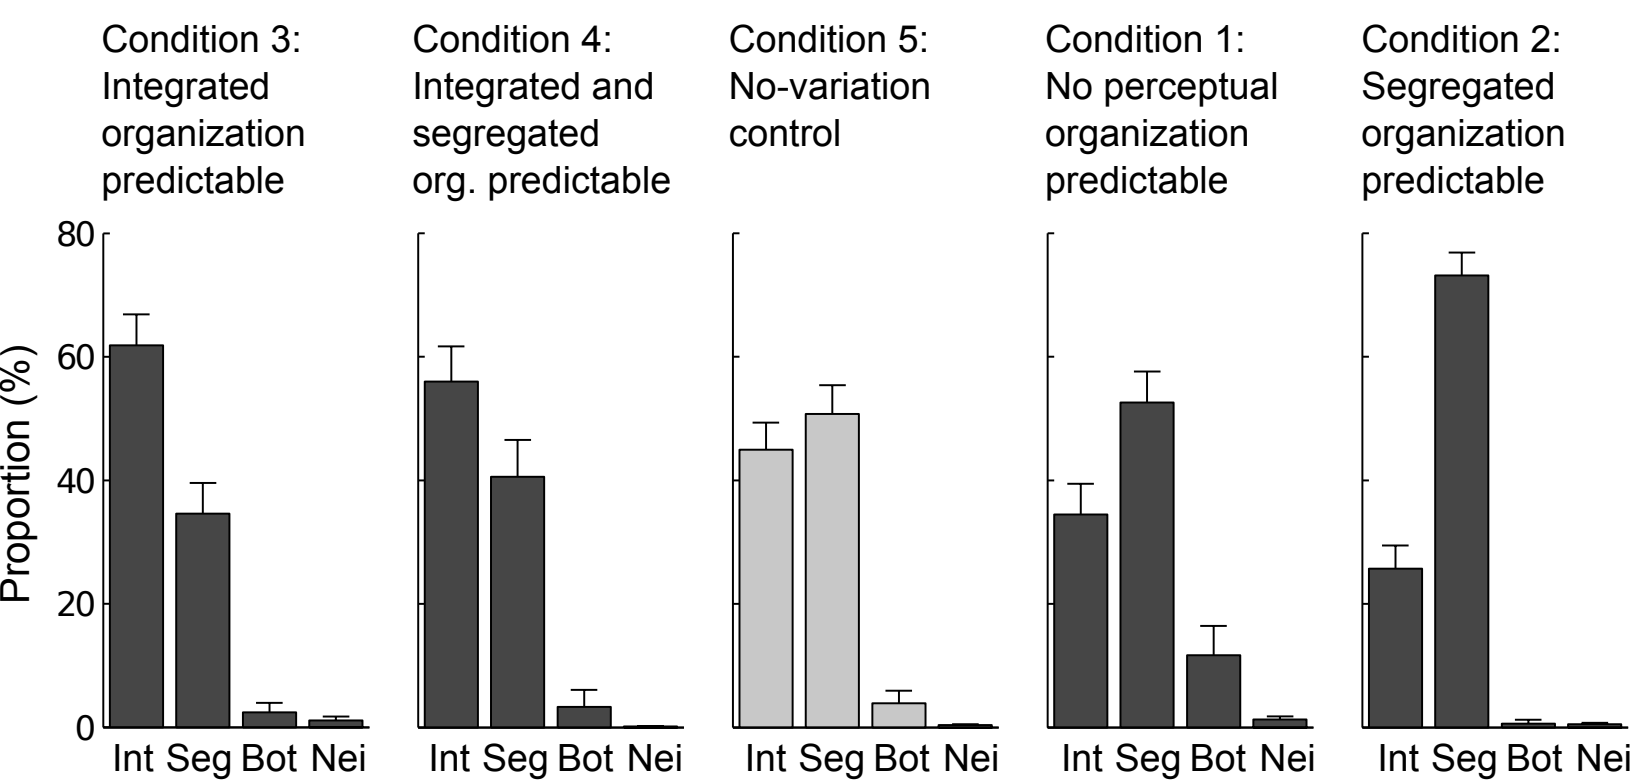 Condition 3:
Integrated
organization
predictable
Condition 4:
Integrated and
segregated
org. predictable
Condition 5:
No-variation
control
Condition 1:
No perceptual
organization
predictable
Condition 2:
Segregated
organization
predictable
Proportion (%)
80
60
40
20
0
Int Seg Bot Nei
Int Seg Bot Nei
Int Seg Bot Nei
Int Seg Bot Nei
Int Seg Bot Nei